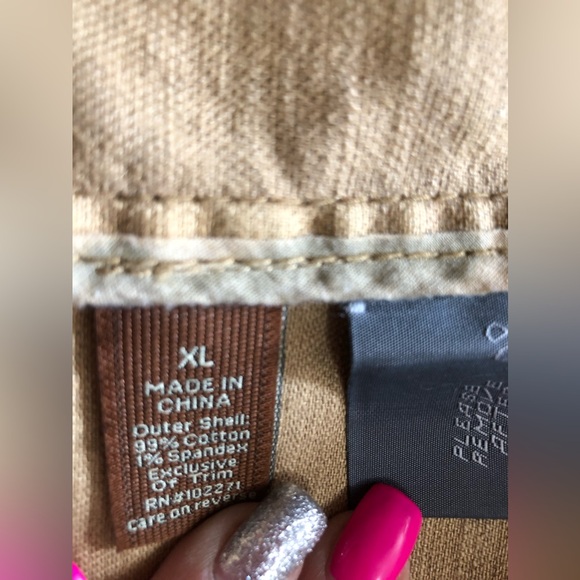 XL
MADE IN
CHINA
Outer Shell:
99% Cotton
1% Spandex
Exclusive
Of Trim
RN#102271
care on reverse
PLEASE
REMOVE